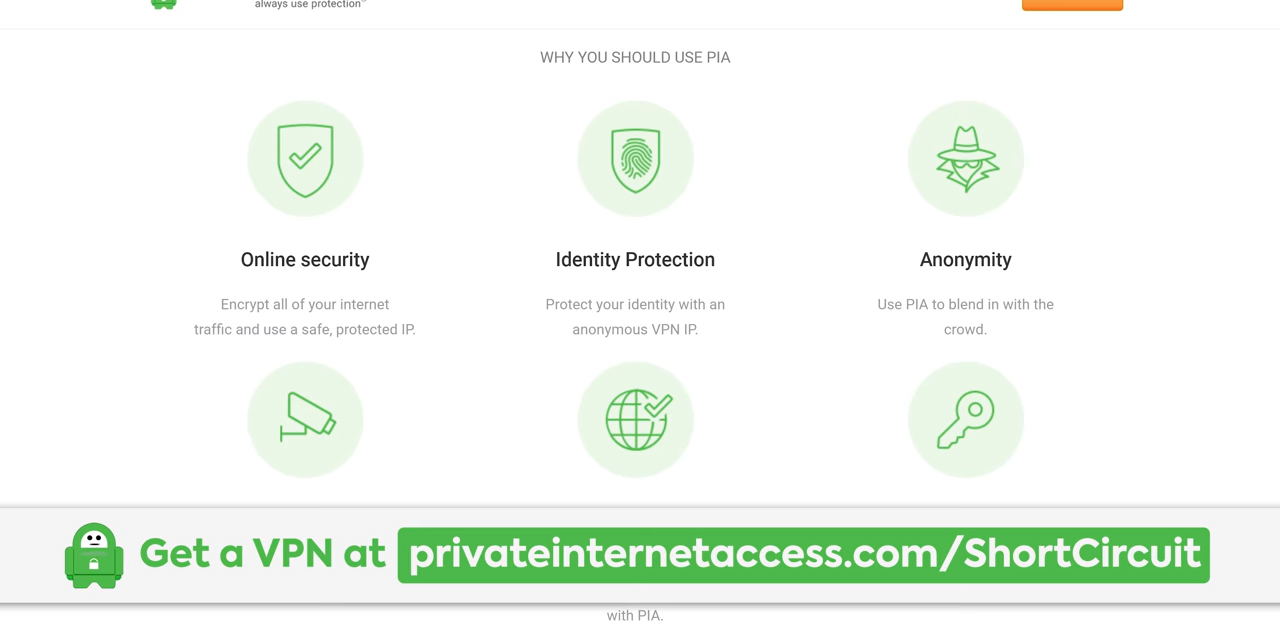 always use protection®
WHY YOU SHOULD USE PIA
Online security
Encrypt all of your internet
traffic and use a safe, protected IP.
Identity Protection
Protect your identity with an
anonymous VPN IP.
Anonymity
Use PIA to blend in with the
crowd.
Get a VPN at privateinternetaccess.com/ShortCircuit
with PIA.